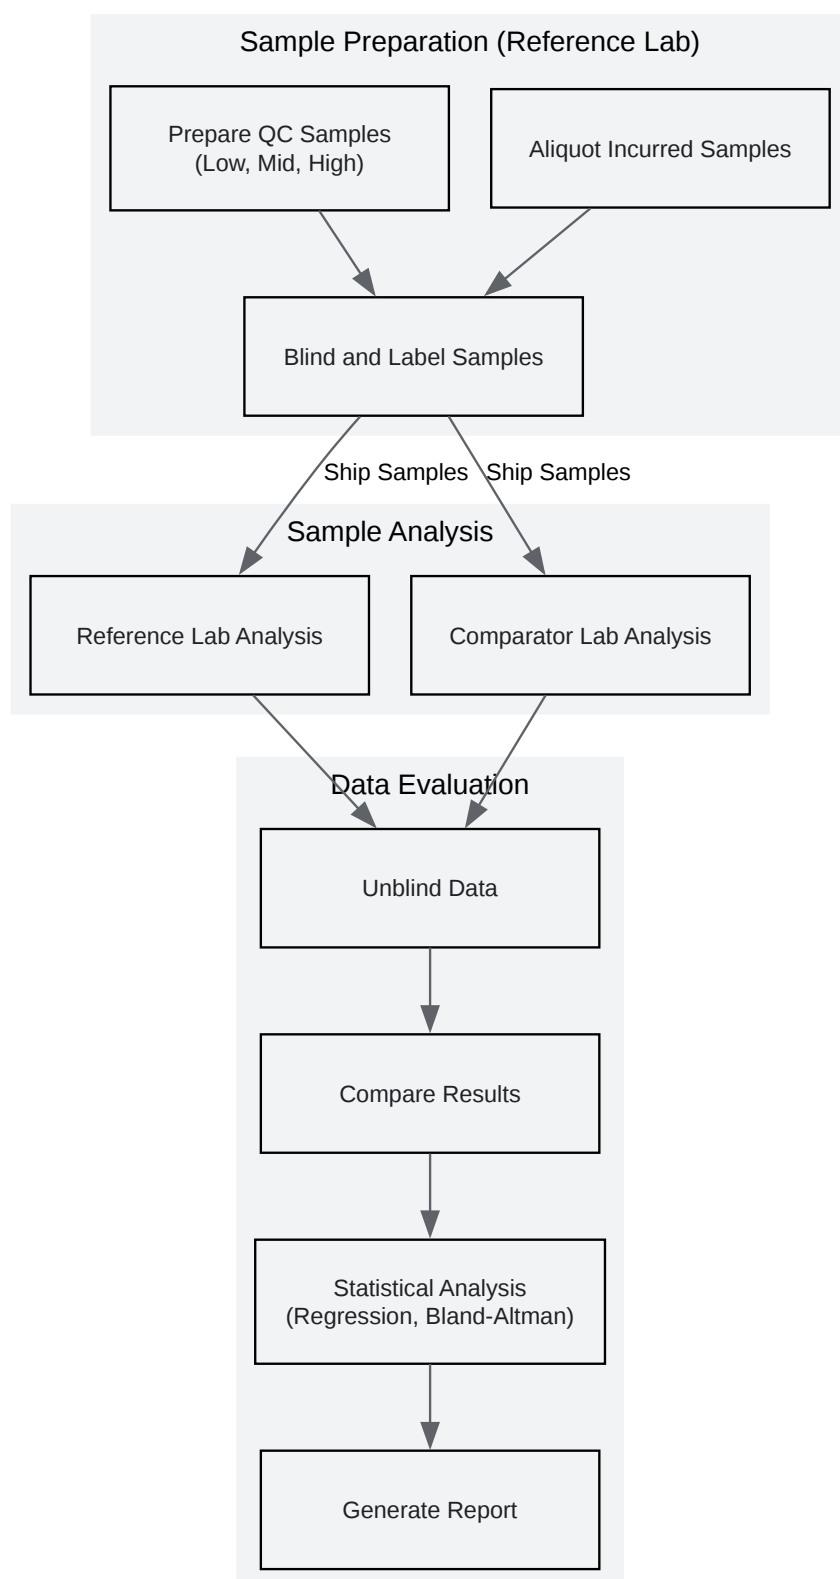 Sample Preparation (Reference Lab)
Prepare QC Samples
(Low, Mid, High)
Aliquot Incurred Samples
Blind and Label Samples
Ship Samples
Ship Samples
Sample Analysis
Reference Lab Analysis
Comparator Lab Analysis
Data Evaluation
Unblind Data
Compare Results
Statistical Analysis
(Regression, Bland-Altman)
Generate Report